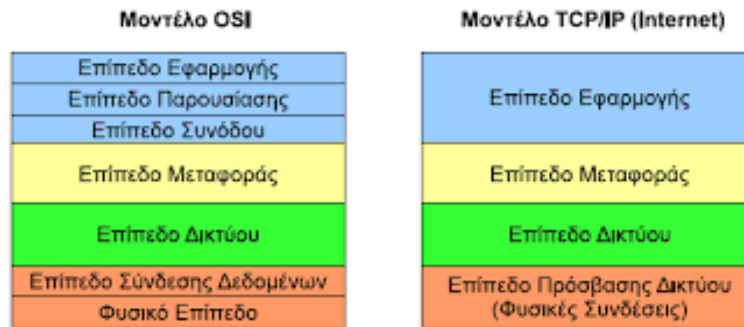 Μοντέλο OSI
Επίπεδο Εφαρμογής
Επίπεδο Παρουσίασης
Επίπεδο Συνόδου
Επίπεδο Μεταφοράς
Επίπεδο Δικτύου
Επίπεδο Σύνδεσης Δεδομένων
Φυσικό Επίπεδο
Μοντέλο TCP/IP (Internet)
Επίπεδο Εφαρμογής
Επίπεδο Μεταφοράς
Επίπεδο Δικτύου
Επίπεδο Πρόσβασης Δικτύου
(Φυσικές Συνδέσεις)